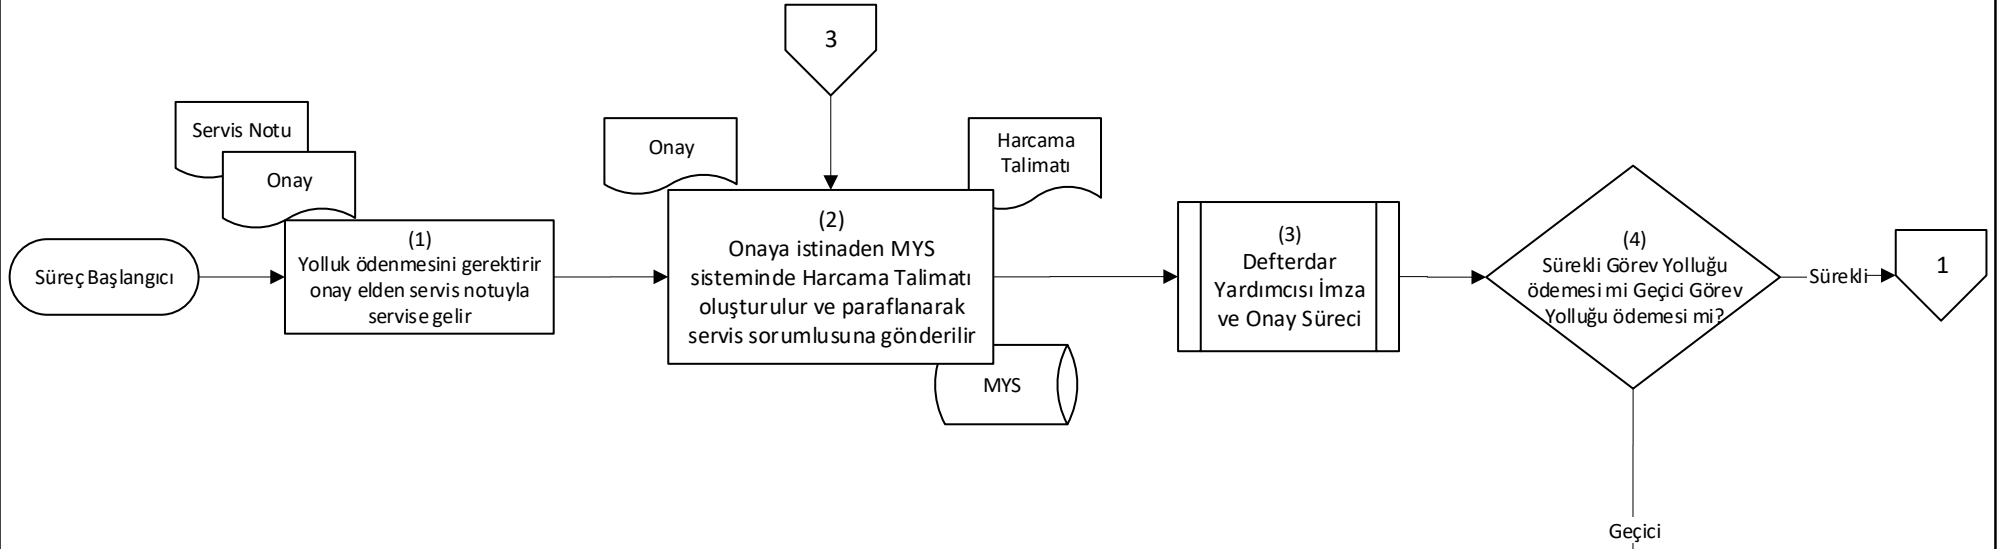 3
Servis Notu
Onay
Onay
Harcama
Talimatı
Süreç Başlangıcı
(1)
Yolluk ödenmesini gerektirir
onay elden servis notuyla
servise gelir
(2)
Onaya istinaden MYS
sisteminde Harcama Talimatı
oluşturulur ve paraflanarak
servis sorumlusuna gönderilir
MYS
(3)
Defterdar
Yardımcısı İmza
ve Onay Süreci
(4)
Sürekli Görev Yolluğu
ödemesi mi Geçici Görev
Yolluğu ödemesi mi?
Sürekli
1
Geçici